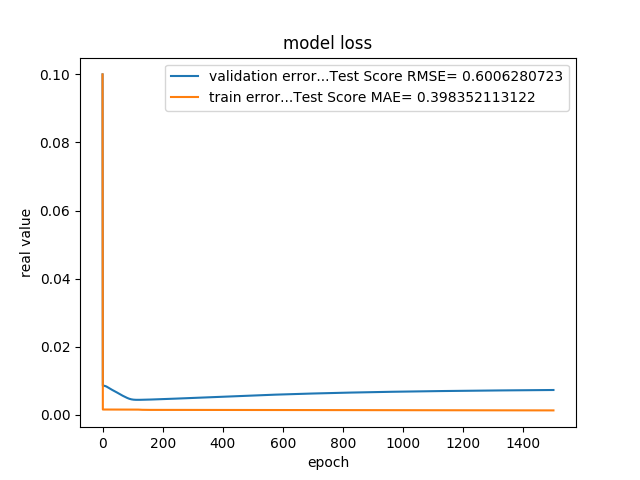 model loss
validation error...Test Score RMSE= 0.6006280723
train error...Test Score MAE= 0.398352113122
real value
0.10
0.08
0.06
0.04
0.02
0.00
0 200 400 600 800 1000 1200 1400
epoch